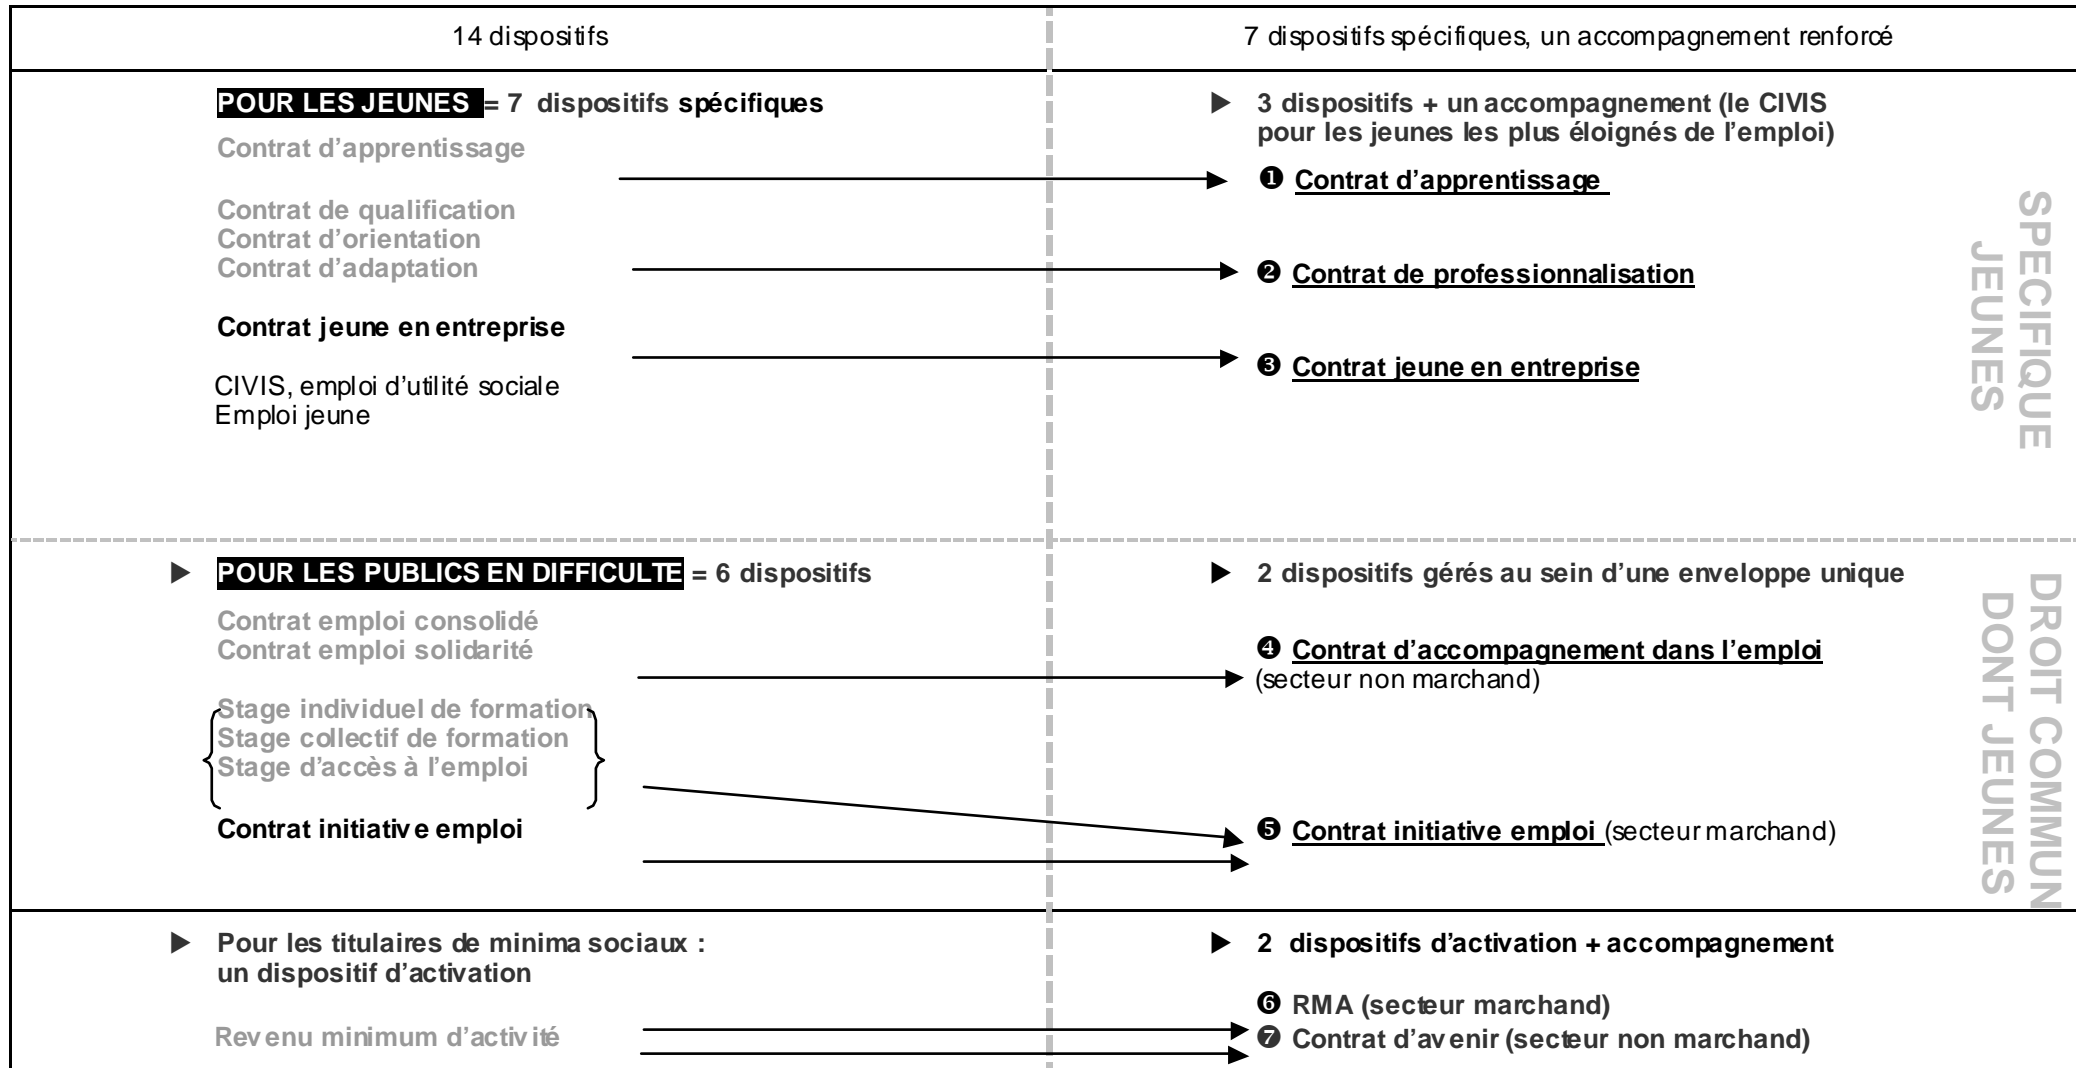 14 dispositifs
7 dispositifs spécifiques, un accompagnement renforcé
POUR LES JEUNES = 7 dispositifs spécifiques
Contrat d'apprentissage
Contrat de qualification
Contrat d'orientation
Contrat d'adaptation
Contrat jeune en entreprise
CIVIS, emploi d'utilité sociale
Emploi jeune
▶ 3 dispositifs + un accompagnement (le CIVIS
pour les jeunes les plus éloignés de l'emploi)
❶ Contrat d'apprentissage
❷ Contrat de professionnalisation
❸ Contrat jeune en entreprise
SPECIFIQUE
JEUNES
▶ POUR LES PUBLICS EN DIFFICULTE = 6 dispositifs
Contrat emploi consolidé
Contrat emploi solidarité
Stage individuel de formation
Stage collectif de formation
Stage d'accès à l'emploi
Contrat initiative emploi
▶ 2 dispositifs gérés au sein d'une enveloppe unique
❹ Contrat d'accompagnement dans l'emploi
(secteur non marchand)
❺ Contrat initiative emploi (secteur marchand)
DROIT COMMUN
DONT JEUNES
▶ Pour les titulaires de minima sociaux :
un dispositif d'activation
Revenu minimum d'activité
▶ 2 dispositifs d'activation + accompagnement
❻ RMA (secteur marchand)
❼ Contrat d'avenir (secteur non marchand)